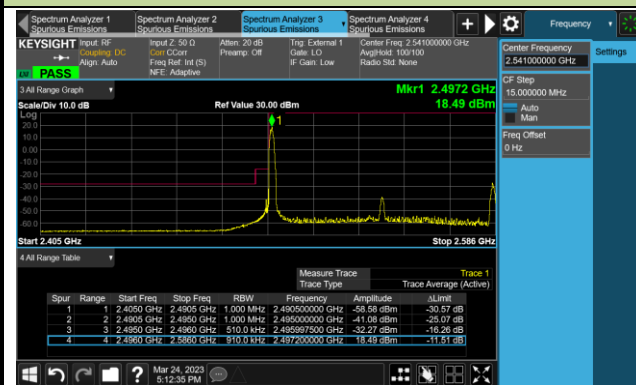 Spectrum Analyzer 1
Spurious Emissions
Spectrum Analyzer 2
Spurious Emissions
Spectrum Analyzer 3
Spurious Emissions
Spectrum Analyzer 4
Spurious Emissions
Frequency
KEYSIGHT
Input: RF
Coupling: DC
Align: Auto
Input Z: 50 Ω
Corr CCorr
Freq Ref: Int (S)
NFE: Adaptive
Atten: 20 dB
Preamp: Off
Trig: External 1
Gate: LO
IF Gain: Low
Center Freq: 2.541000000 GHz
Avg|Hold: 100/100
Radio Std: None
PASS
Center Frequency
2.541000000 GHz
Settings
CF Step
15.000000 MHz
Auto
Man
Freq Offset
0 Hz
3 All Range Graph
Mkr1 2.4972 GHz
Scale/Div 10.0 dB
Ref Value 30.00 dBm
18.49 dBm
Log
20.0
10.0
0.00
-10.0
-20.0
-30.0
-40.0
-50.0
-60.0
1
Start 2.405 GHz
Stop 2.586 GHz
4 All Range Table
Measure Trace Trace 1
Trace Type Trace Average (Active)
Spur Range Start Freq Stop Freq RBW Frequency Amplitude ΔLimit
1 1 2.4050 GHz 2.4905 GHz 1.000 MHz 2.490500000 GHz -58.58 dBm -30.57 dB
2 2 2.4905 GHz 2.4950 GHz 1.000 MHz 2.495000000 GHz -41.08 dBm -25.07 dB
3 3 2.4950 GHz 2.4960 GHz 510.0 kHz 2.495997500 GHz -32.27 dBm -16.26 dB
4 4 2.4960 GHz 2.5860 GHz 910.0 kHz 2.497200000 GHz 18.49 dBm -11.51 dB
Mar 24, 2023
5:12:35 PM